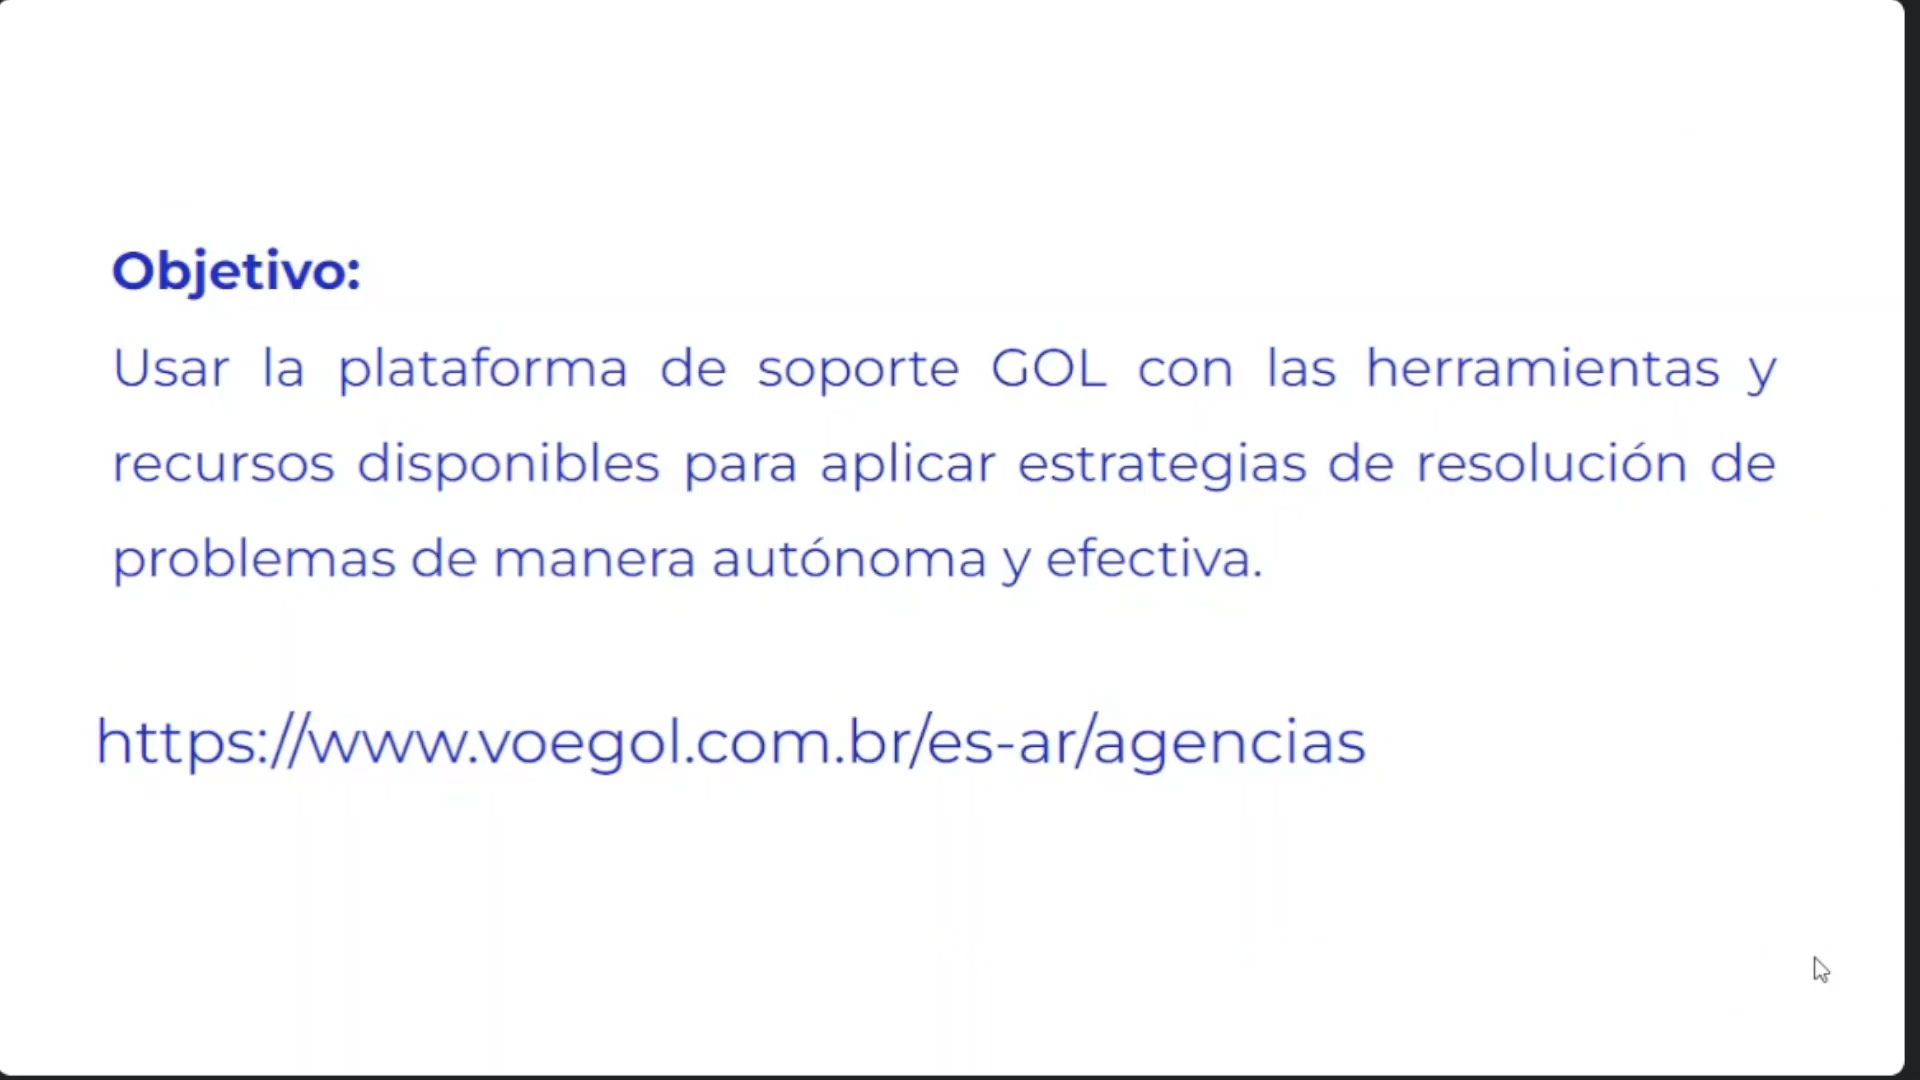 Objetivo:
Usar la plataforma de soporte GOL con las herramientas y
recursos disponibles para aplicar estrategias de resolución de
problemas de manera autónoma y efectiva.
https://www.voegol.com.br/es-ar/agencias